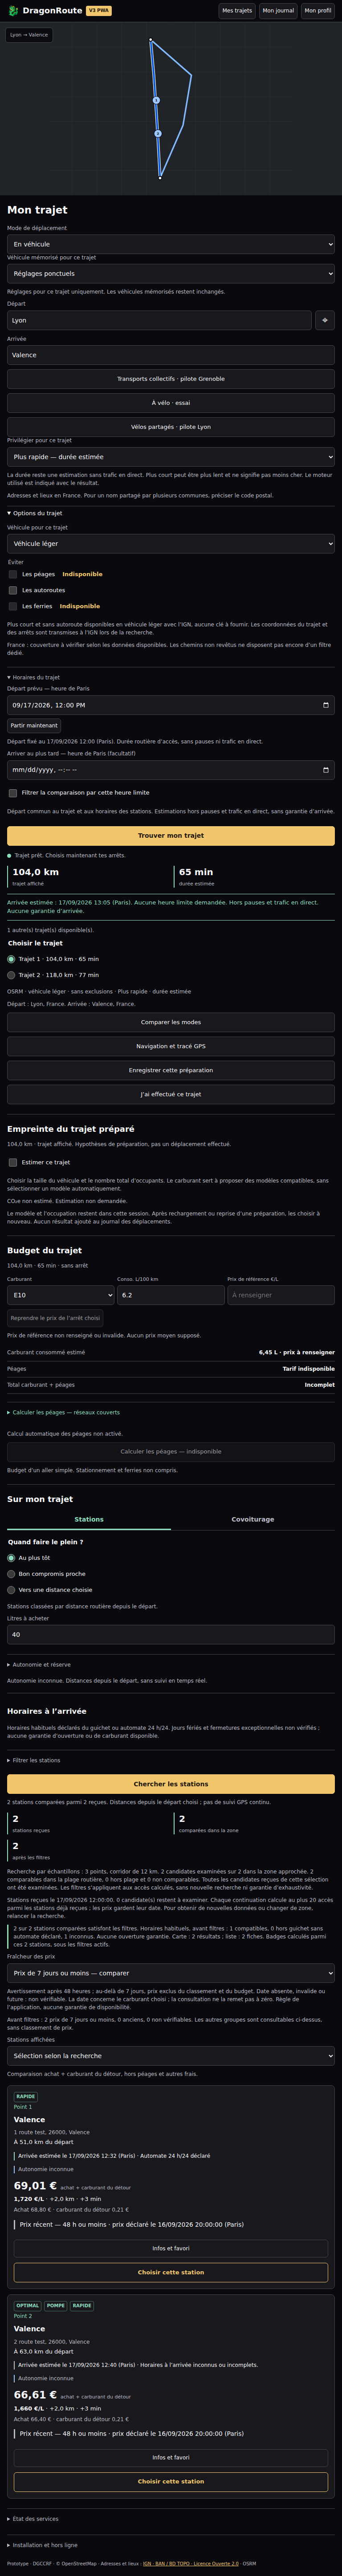 DragonRoute V3 PWA
Mes trajets Mon journal Mon profil
Lyon → Valence
1
2
Mon trajet
Mode de déplacement
En véhicule
Véhicule mémorisé pour ce trajet
Réglages ponctuels
Réglages pour ce trajet uniquement. Les véhicules mémorisés restent inchangés.
Départ
Lyon
Arrivée
Valence
Transports collectifs · pilote Grenoble
À vélo · essai
Vélos partagés · pilote Lyon
Privilégier pour ce trajet
Plus rapide — durée estimée
La durée reste une estimation sans trafic en direct. Plus court peut être plus lent et ne signifie pas moins cher. Le moteur
utilisé est indiqué avec le résultat.
Adresses et lieux en France. Pour un nom partagé par plusieurs communes, préciser le code postal.
▾ Options du trajet
Véhicule pour ce trajet
Véhicule léger
Éviter
Les péages Indisponible
Les autoroutes
Les ferries Indisponible
Plus court et sans autoroute disponibles en véhicule léger avec l'IGN, aucune clé à fournir. Les coordonnées du trajet et
des arrêts sont transmises à l'IGN lors de la recherche.
France : couverture à vérifier selon les données disponibles. Les chemins non revêtus ne disposent pas encore d'un filtre
dédié.
▾ Horaires du trajet
Départ prévu — heure de Paris
09/17/2026, 12:00 PM
Partir maintenant
Départ fixé au 17/09/2026 12:00 (Paris). Durée routière d'accès, sans pauses ni trafic en direct.
Arriver au plus tard — heure de Paris (facultatif)
mm/dd/yyyy, --:-- --
Filtrer la comparaison par cette heure limite
Départ commun au trajet et aux horaires des stations. Estimations hors pauses et trafic en direct, sans garantie d'arrivée.
Trouver mon trajet
Trajet prêt. Choisis maintenant tes arrêts.
104,0 km
trajet affiché
65 min
durée estimée
Arrivée estimée : 17/09/2026 13:05 (Paris). Aucune heure limite demandée. Hors pauses et trafic en direct.
Aucune garantie d'arrivée.
1 autre(s) trajet(s) disponible(s).
Choisir le trajet
Trajet 1 · 104,0 km · 65 min
Trajet 2 · 118,0 km · 77 min
OSRM · véhicule léger · sans exclusions · Plus rapide · durée estimée
Départ : Lyon, France. Arrivée : Valence, France.
Comparer les modes
Navigation et tracé GPS
Enregistrer cette préparation
J'ai effectué ce trajet
Empreinte du trajet préparé
104,0 km · trajet affiché. Hypothèses de préparation, pas un déplacement effectué.
Estimer ce trajet
Choisir la taille du véhicule et le nombre total d'occupants. Le carburant sert à proposer des modèles compatibles, sans
sélectionner un modèle automatiquement.
CO₂e non estimé. Estimation non demandée.
Le modèle et l'occupation restent dans cette session. Après rechargement ou reprise d'une préparation, les choisir à
nouveau. Aucun résultat ajouté au journal des déplacements.
Budget du trajet
104,0 km · 65 min · sans arrêt
Carburant
E10
Conso. L/100 km
6.2
Prix de référence €/L
À renseigner
Reprendre le prix de l'arrêt choisi
Prix de référence non renseigné ou invalide. Aucun prix moyen supposé.
Carburant consommé estimé 6,45 L · prix à renseigner
Péages Tarif indisponible
Total carburant + péages Incomplet
▸ Calculer les péages — réseaux couverts
Calcul automatique des péages non activé.
Calculer les péages — indisponible
Budget d'un aller simple. Stationnement et ferries non compris.
Sur mon trajet
Stations Covoiturage
Quand faire le plein ?
Au plus tôt
Bon compromis proche
Vers une distance choisie
Stations classées par distance routière depuis le départ.
Litres à acheter
40
▸ Autonomie et réserve
Autonomie inconnue. Distances depuis le départ, sans suivi en temps réel.
Horaires à l'arrivée
Horaires habituels déclarés du guichet ou automate 24 h/24. Jours fériés et fermetures exceptionnelles non vérifiés ;
aucune garantie d'ouverture ou de carburant disponible.
▸ Filtrer les stations
Chercher les stations
2 stations comparées parmi 2 reçues. Distances depuis le départ choisi ; pas de suivi GPS continu.
2
stations reçues
2
comparées dans la zone
2
après les filtres
Recherche par échantillons : 3 points, corridor de 12 km. 2 candidates examinées sur 2 dans la zone approchée. 2
comparables dans la plage routière, 0 hors plage et 0 non comparables. Toutes les candidates reçues de cette sélection
ont été examinées. Les filtres s'appliquent aux accès calculés, sans nouvelle recherche ni garantie d'exhaustivité.
Stations reçues le 17/09/2026 12:00:00. 0 candidate(s) restent à examiner. Chaque continuation calcule au plus 20 accès
parmi les stations déjà reçues ; les prix gardent leur date. Pour obtenir de nouvelles données ou changer de zone,
relancer la recherche.
2 sur 2 stations comparées satisfont les filtres. Horaires habituels, avant filtres : 1 compatibles, 0 hors guichet sans
automate déclaré, 1 inconnus. Aucune ouverture garantie. Carte : 2 résultats ; liste : 2 fiches. Badges calculés parmi
ces 2 stations, sous les filtres actifs.
Fraîcheur des prix
Prix de 7 jours ou moins — comparer
Avertissement après 48 heures ; au-delà de 7 jours, prix exclus du classement et du budget. Date absente, invalide ou
future : non vérifiable. La date concerne le carburant choisi ; la consultation ne la remet pas à zéro. Règle de
l'application, aucune garantie de disponibilité.
Avant filtres : 2 prix de 7 jours ou moins, 0 anciens, 0 non vérifiables. Les autres groupes sont consultables ci-dessus,
sans classement de prix.
Stations affichées
Sélection selon la recherche
Comparaison achat + carburant du détour, hors péages et autres frais.
RAPIDE
Point 1
Valence
1 route test, 26000, Valence
À 51,0 km du départ
Arrivée estimée le 17/09/2026 12:32 (Paris) · Automate 24 h/24 déclaré
Autonomie inconnue
69,01 € achat + carburant du détour
1,720 €/L · +2,0 km · +3 min
Achat 68,80 € · carburant du détour 0,21 €
Prix récent — 48 h ou moins · prix déclaré le 16/09/2026 20:00:00 (Paris)
Infos et favori
Choisir cette station
OPTIMAL POMPE RAPIDE
Point 2
Valence
2 route test, 26000, Valence
À 63,0 km du départ
Arrivée estimée le 17/09/2026 12:40 (Paris) · Horaires à l'arrivée inconnus ou incomplets.
Autonomie inconnue
66,61 € achat + carburant du détour
1,660 €/L · +2,0 km · +3 min
Achat 66,40 € · carburant du détour 0,21 €
Prix récent — 48 h ou moins · prix déclaré le 16/09/2026 20:00:00 (Paris)
Infos et favori
Choisir cette station
▸ État des services
▸ Installation et hors ligne
Prototype · DGCCRF · © OpenStreetMap · Adresses et lieux : IGN · BAN / BD TOPO · Licence Ouverte 2.0 · OSRM